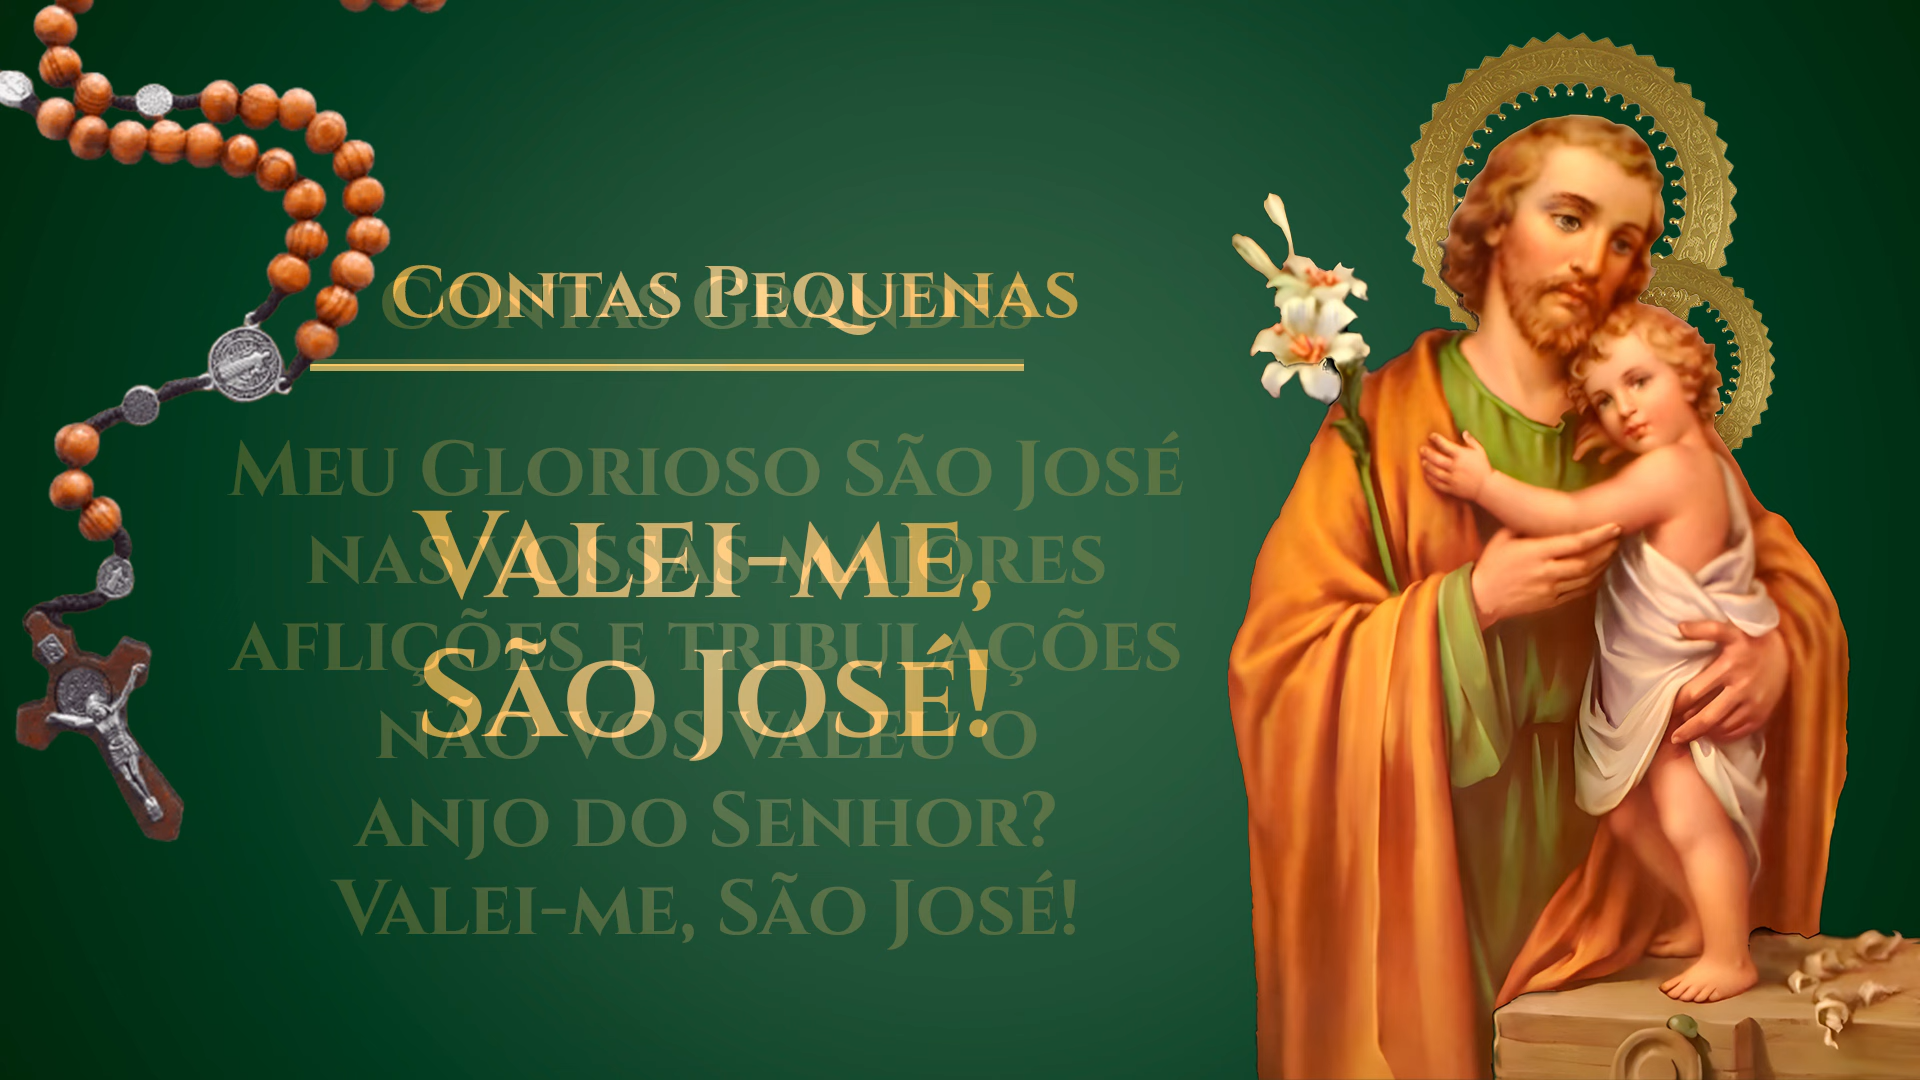 Contas Pequenas
Contas Grandes
Valei-me,
São José!
Meu Glorioso São José
nas vossas maiores
aflições e tribulações
não vos valeu o
anjo do Senhor?
Valei-me, São José!